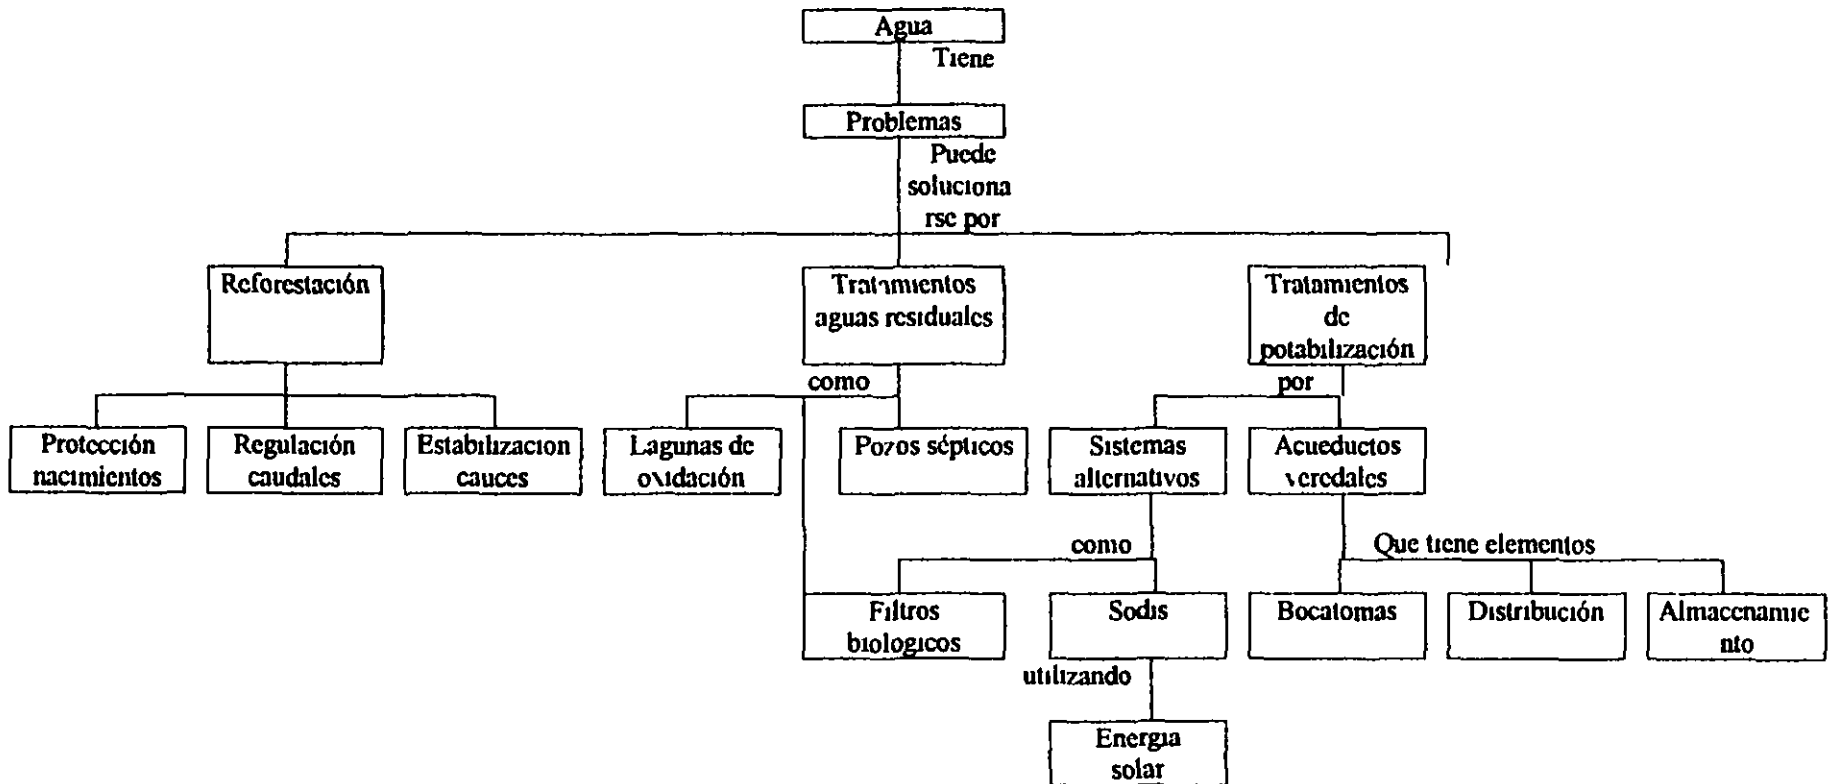 Agua
Tiene
Problemas
Puede
soluciona
rse por
Reforestación
Tratamientos
aguas residuales
Tratamientos
de
potabilización
como
por
Protección
nacimientos
Regulación
caudales
Estabilizacion
cauces
Lagunas de
oxidación
Pozos sépticos
Sistemas
alternativos
Acueductos
veredales
como
Que tiene elementos
Filtros
biologicos
Sodis
Bocatomas
Distribución
Almacenamie
nto
utilizando
Energia
solar